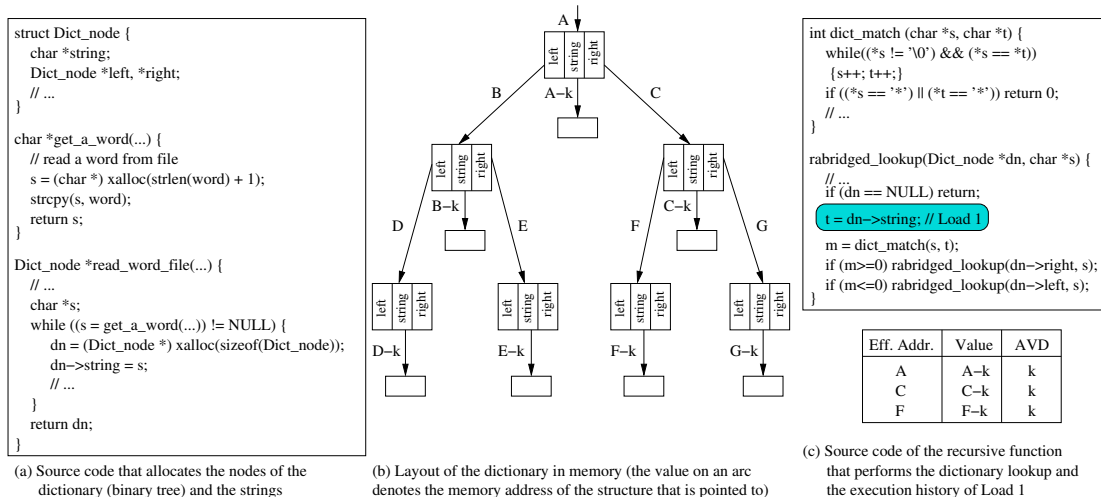 struct Dict_node {
char *string;
Dict_node *left, *right;
// ...
}
char *get_a_word(...) {
// read a word from file
s = (char *) xalloc(strlen(word) + 1);
strcpy(s, word);
return s;
}
Dict_node *read_word_file(...) {
// ...
char *s;
while ((s = get_a_word(...)) != NULL) {
dn = (Dict_node *) xalloc(sizeof(Dict_node));
dn->string = s;
// ...
}
return dn;
}
(a) Source code that allocates the nodes of the
dictionary (binary tree) and the strings
A
left string right
B A−k C
left string right left string right
B−k C−k
D E F G
left string right left string right left string right left string right
D−k E−k F−k G−k
(b) Layout of the dictionary in memory (the value on an arc
denotes the memory address of the structure that is pointed to)
int dict_match (char *s, char *t) {
while((*s != '\0') && (*s == *t))
{s++; t++;}
if ((*s == '*') || (*t == '*')) return 0;
// ...
}
rabridged_lookup(Dict_node *dn, char *s) {
// ...
if (dn == NULL) return;
t = dn−>string; // Load 1
m = dict_match(s, t);
if (m>=0) rabridged_lookup(dn->right, s);
if (m<=0) rabridged_lookup(dn->left, s);
}
Eff. Addr. Value AVD
A A−k k
C C−k k
F F−k k
(c) Source code of the recursive function
that performs the dictionary lookup and
the execution history of Load 1